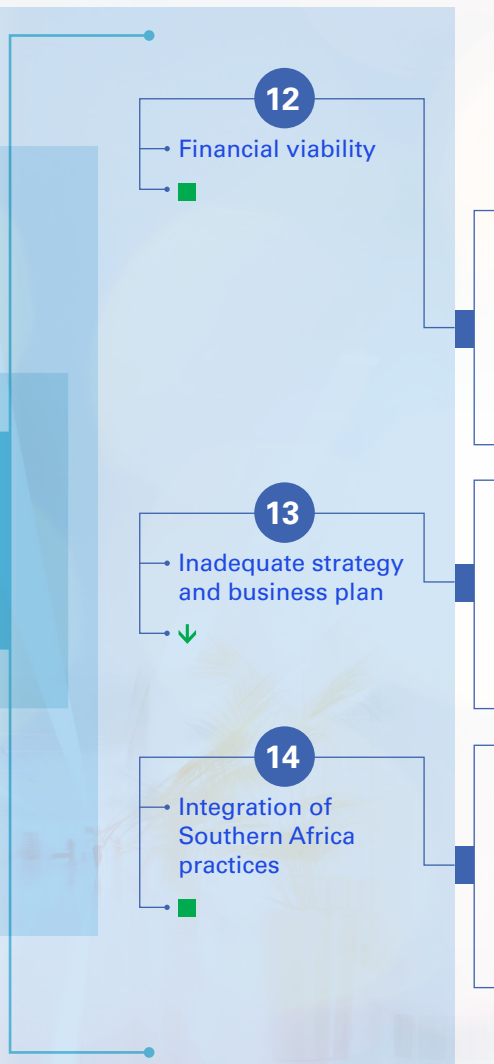 12
Financial viability
13
Inadequate strategy
and business plan
14
Integration of
Southern Africa
practices